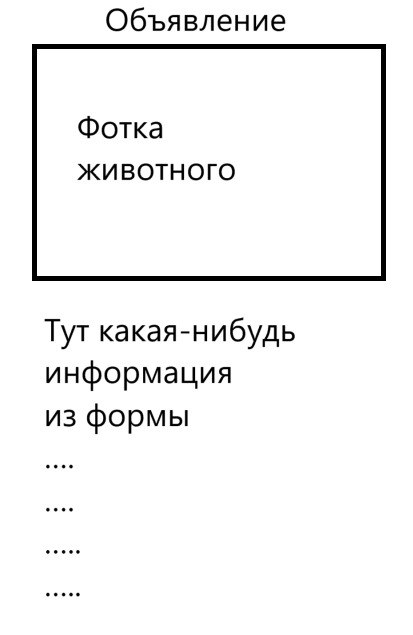 Объявление
Фотка
животного
Тут какая-нибудь
информация
из формы
....
....
.....
.....